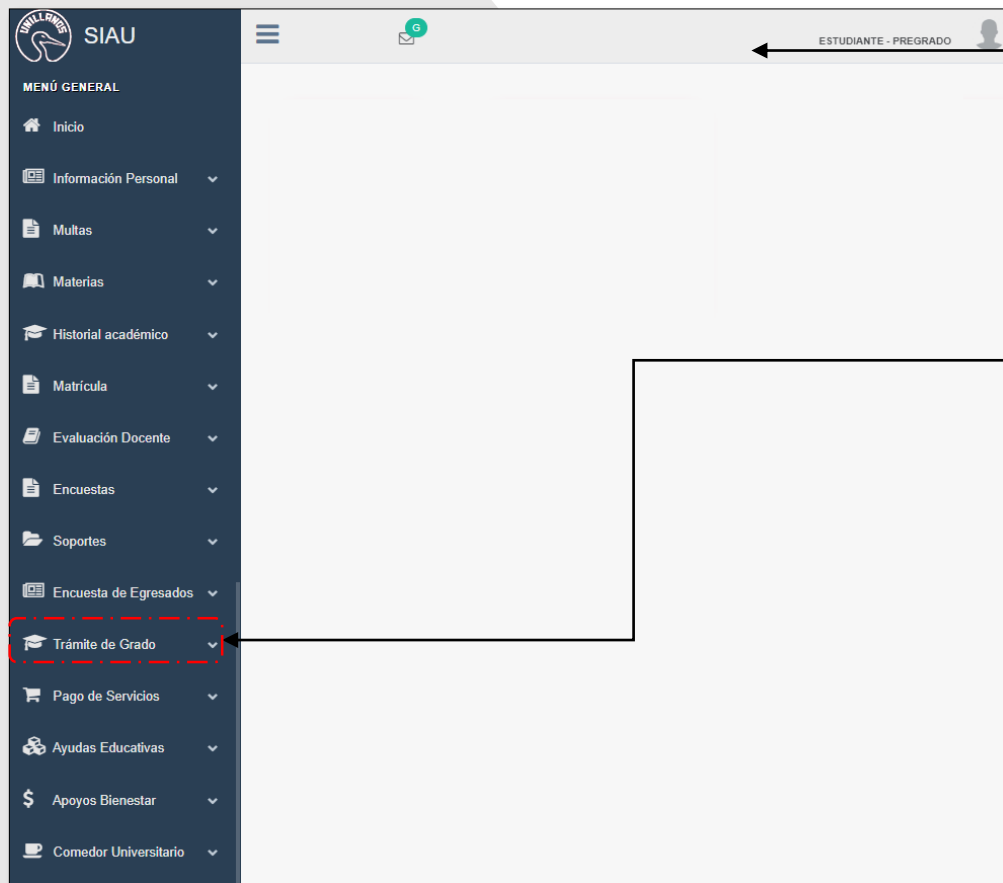 UNILLANOS
SIAU
G
ESTUDIANTE - PREGRADO
MENÚ GENERAL
Inicio
Información Personal
Multas
Materias
Historial académico
Matrícula
Evaluación Docente
Encuestas
Soportes
Encuesta de Egresados
Trámite de Grado
Pago de Servicios
Ayudas Educativas
$ Apoyos Bienestar
Comedor Universitario